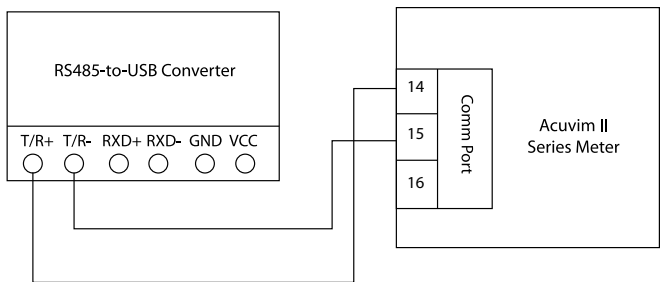 RS485-to-USB Converter
T/R+ T/R- RXD+ RXD- GND VCC
14
15
16
Comm Port
Acuvim II
Series Meter